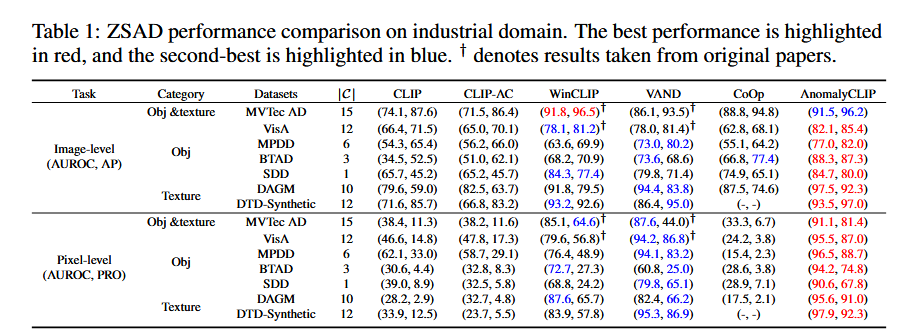 Table 1: ZSAD performance comparison on industrial domain. The best performance is highlighted
in red, and the second-best is highlighted in blue. † denotes results taken from original papers.
Task Category Datasets |C| CLIP CLIP-AC WinCLIP VAND CoOp AnomalyCLIP
Obj &texture MVTec AD 15 (74.1, 87.6) (71.5, 86.4) (91.8, 96.5)† (86.1, 93.5)† (88.8, 94.8) (91.5, 96.2)
VisA 12 (66.4, 71.5) (65.0, 70.1) (78.1, 81.2)† (78.0, 81.4)† (62.8, 68.1) (82.1, 85.4)
Image-level (AUROC, AP) Obj MPDD 6 (54.3, 65.4) (56.2, 66.0) (63.6, 69.9) (73.0, 80.2) (55.1, 64.2) (77.0, 82.0)
BTAD 3 (34.5, 52.5) (51.0, 62.1) (68.2, 70.9) (73.6, 68.6) (66.8, 77.4) (88.3, 87.3)
SDD 1 (65.7, 45.2) (65.2, 45.7) (84.3, 77.4) (79.8, 71.4) (74.9, 65.1) (84.7, 80.0)
Texture DAGM 10 (79.6, 59.0) (82.5, 63.7) (91.8, 79.5) (94.4, 83.8) (87.5, 74.6) (97.5, 92.3)
DTD-Synthetic 12 (71.6, 85.7) (66.8, 83.2) (93.2, 92.6) (86.4, 95.0) (-, -) (93.5, 97.0)
Obj &texture MVTec AD 15 (38.4, 11.3) (38.2, 11.6) (85.1, 64.6)† (87.6, 44.0)† (33.3, 6.7) (91.1, 81.4)
VisA 12 (46.6, 14.8) (47.8, 17.3) (79.6, 56.8)† (94.2, 86.8)† (24.2, 3.8) (95.5, 87.0)
Pixel-level (AUROC, PRO) Obj MPDD 6 (62.1, 33.0) (58.7, 29.1) (76.4, 48.9) (94.1, 83.2) (15.4, 2.3) (96.5, 88.7)
BTAD 3 (30.6, 4.4) (32.8, 8.3) (72.7, 27.3) (60.8, 25.0) (28.6, 3.8) (94.2, 74.8)
SDD 1 (39.0, 8.9) (32.5, 5.8) (68.8, 24.2) (79.8, 65.1) (28.9, 7.1) (90.6, 67.8)
Texture DAGM 10 (28.2, 2.9) (32.7, 4.8) (87.6, 65.7) (82.4, 66.2) (17.5, 2.1) (95.6, 91.0)
DTD-Synthetic 12 (33.9, 12.5) (23.7, 5.5) (83.9, 57.8) (95.3, 86.9) (-, -) (97.9, 92.3)